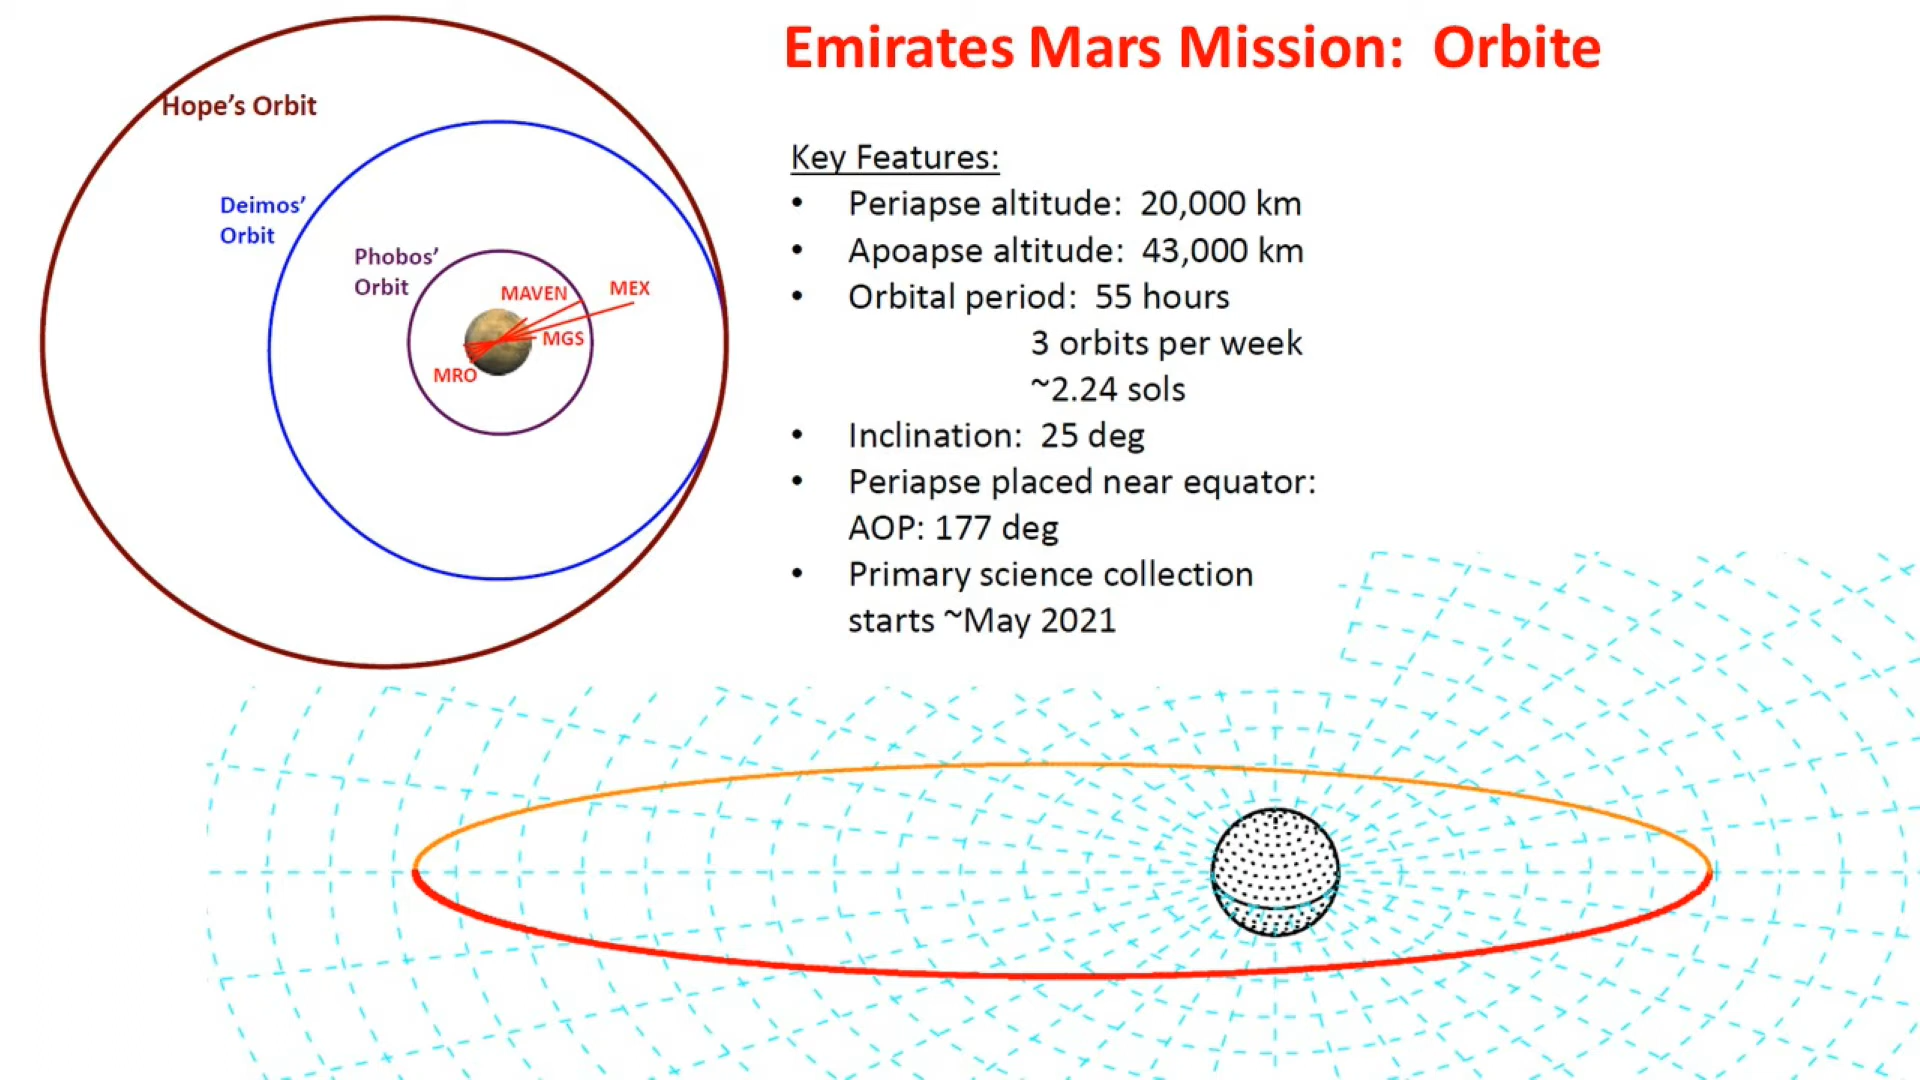 Emirates Mars Mission: Orbite
Hope's Orbit
Deimos'
Orbit
Phobos'
Orbit
MAVEN
MEX
MGS
MRO
Key Features:
• Periapse altitude: 20,000 km
• Apoapse altitude: 43,000 km
• Orbital period: 55 hours
3 orbits per week
~2.24 sols
• Inclination: 25 deg
• Periapse placed near equator:
AOP: 177 deg
• Primary science collection
starts ~May 2021